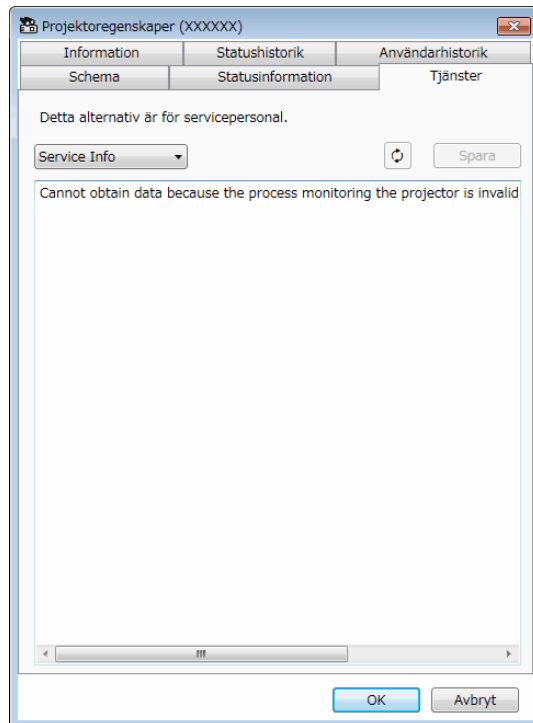 Projektoregenskaper (XXXXXX)
Information Statushistorik Användarhistorik
Schema Statusinformation Tjänster
Detta alternativ är för servicepersonal.
Service Info Spara
Cannot obtain data because the process monitoring the projector is invalid
OK Avbryt